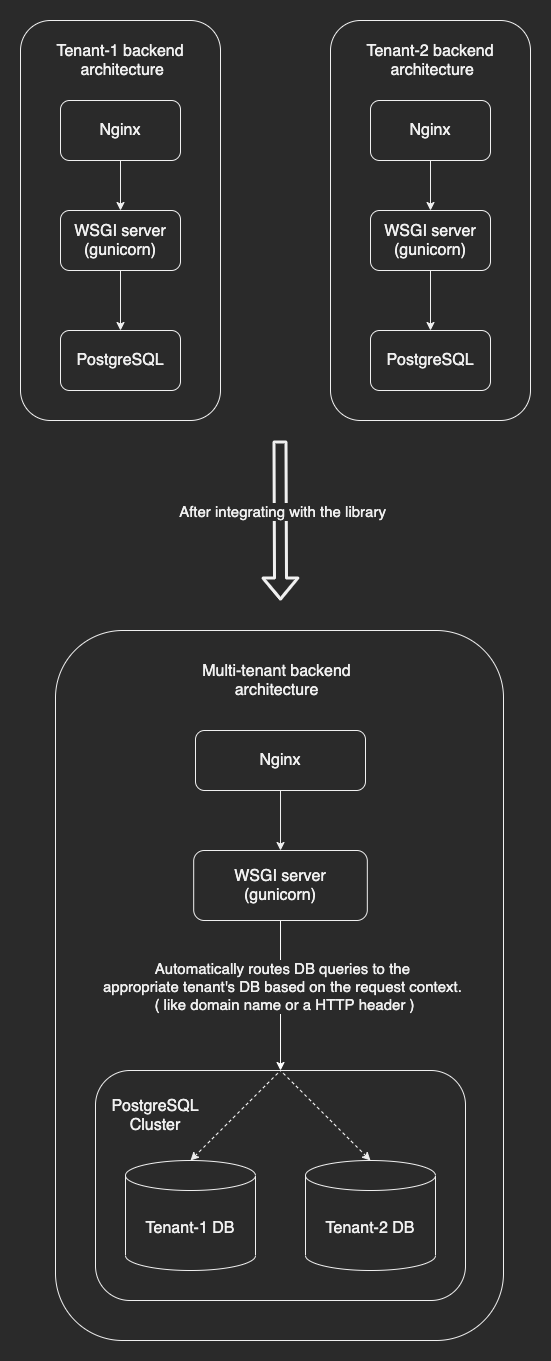 Tenant-1 backend
architecture
Nginx
WSGI server
(gunicorn)
PostgreSQL
Tenant-2 backend
architecture
Nginx
WSGI server
(gunicorn)
PostgreSQL
After integrating with the library
Multi-tenant backend
architecture
Nginx
WSGI server
(gunicorn)
Automatically routes DB queries to the
appropriate tenant's DB based on the request context.
( like domain name or a HTTP header )
PostgreSQL
Cluster
Tenant-1 DB
Tenant-2 DB